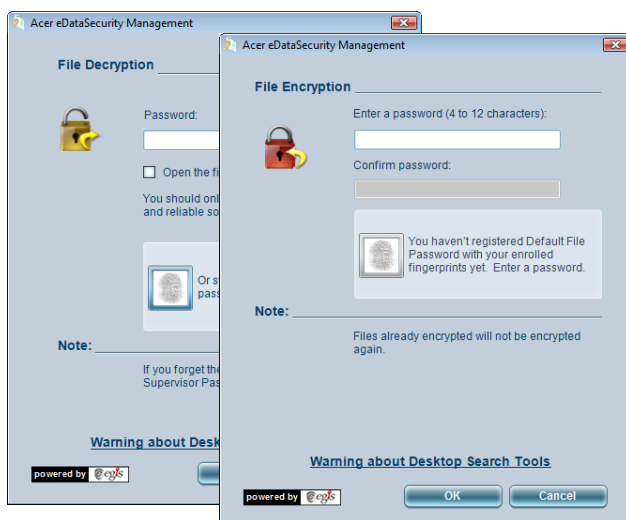 Acer eDataSecurity Management
File Decryption
Password:
Open the fi
You should onl
and reliable so
Or s
pass
Note:
If you forget the
Supervisor Pas
Warning about Desk
powered by egis
Acer eDataSecurity Management
File Encryption
Enter a password (4 to 12 characters):
Confirm password:
You haven't registered Default File
Password with your enrolled
fingerprints yet. Enter a password.
Note:
Files already encrypted will not be encrypted
again.
Warning about Desktop Search Tools
powered by egis
OK
Cancel